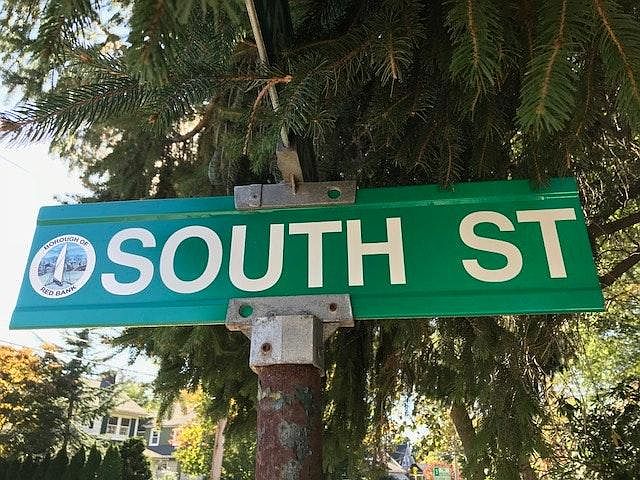 BOROUGH OF
RED BANK
SOUTH ST